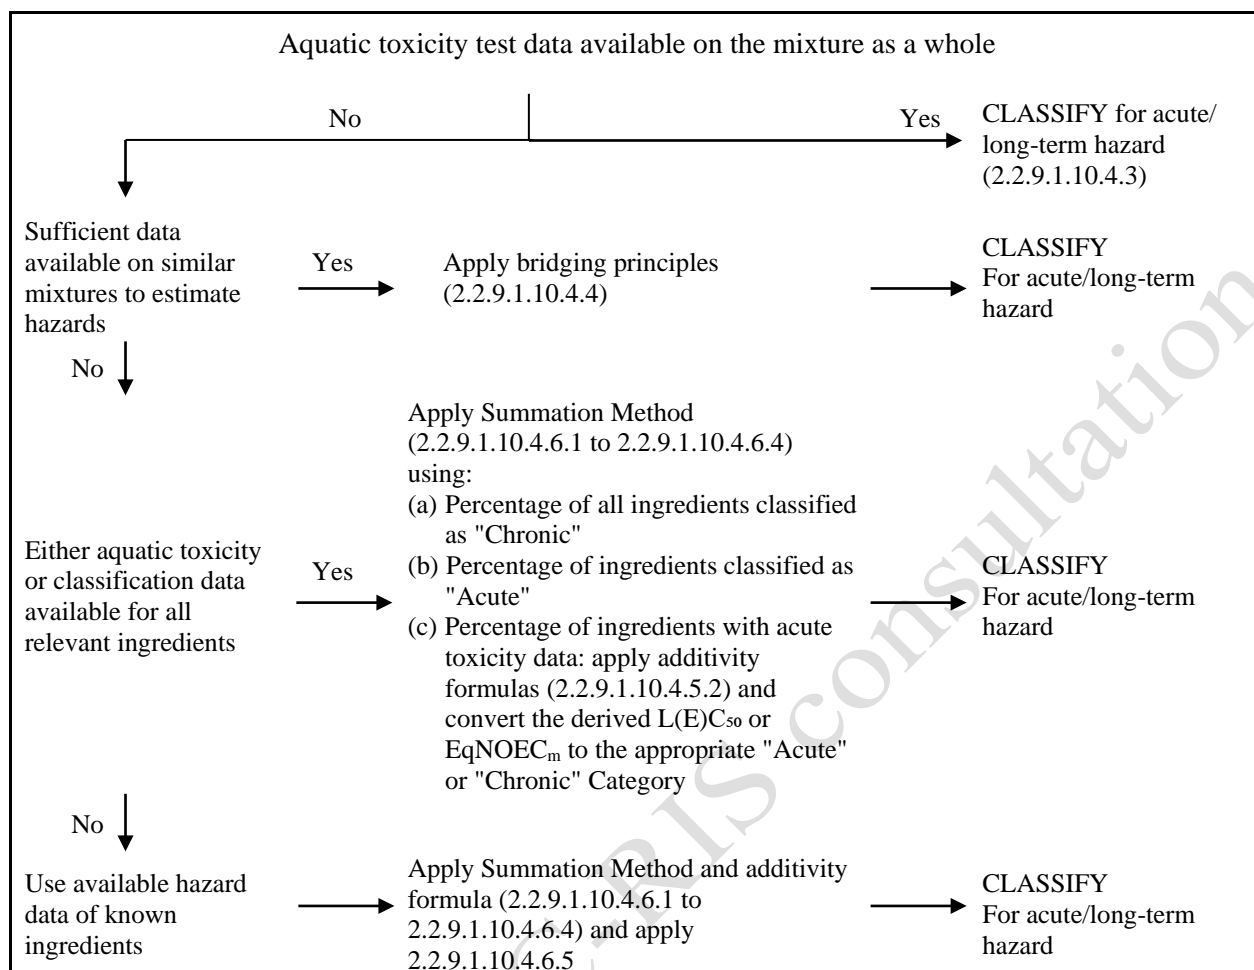 Aquatic toxicity test data available on the mixture as a whole
No
Yes
CLASSIFY for acute/
long-term hazard
(2.2.9.1.10.4.3)
Sufficient data
available on similar
mixtures to estimate
hazards
Yes
Apply bridging principles
(2.2.9.1.10.4.4)
CLASSIFY
For acute/long-term
hazard
No
Either aquatic toxicity
or classification data
available for all
relevant ingredients
Yes
Apply Summation Method
(2.2.9.1.10.4.6.1 to 2.2.9.1.10.4.6.4)
using:
(a) Percentage of all ingredients classified
as "Chronic"
(b) Percentage of ingredients classified as
"Acute"
(c) Percentage of ingredients with acute
toxicity data: apply additivity
formulas (2.2.9.1.10.4.5.2) and
convert the derived L(E)C₅₀ or
EqNOECₘ to the appropriate "Acute"
or "Chronic" Category
CLASSIFY
For acute/long-term
hazard
No
Use available hazard
data of known
ingredients
Apply Summation Method and additivity
formula (2.2.9.1.10.4.6.1 to
2.2.9.1.10.4.6.4) and apply
2.2.9.1.10.4.6.5
CLASSIFY
For acute/long-term
hazard
C-RIS consultation